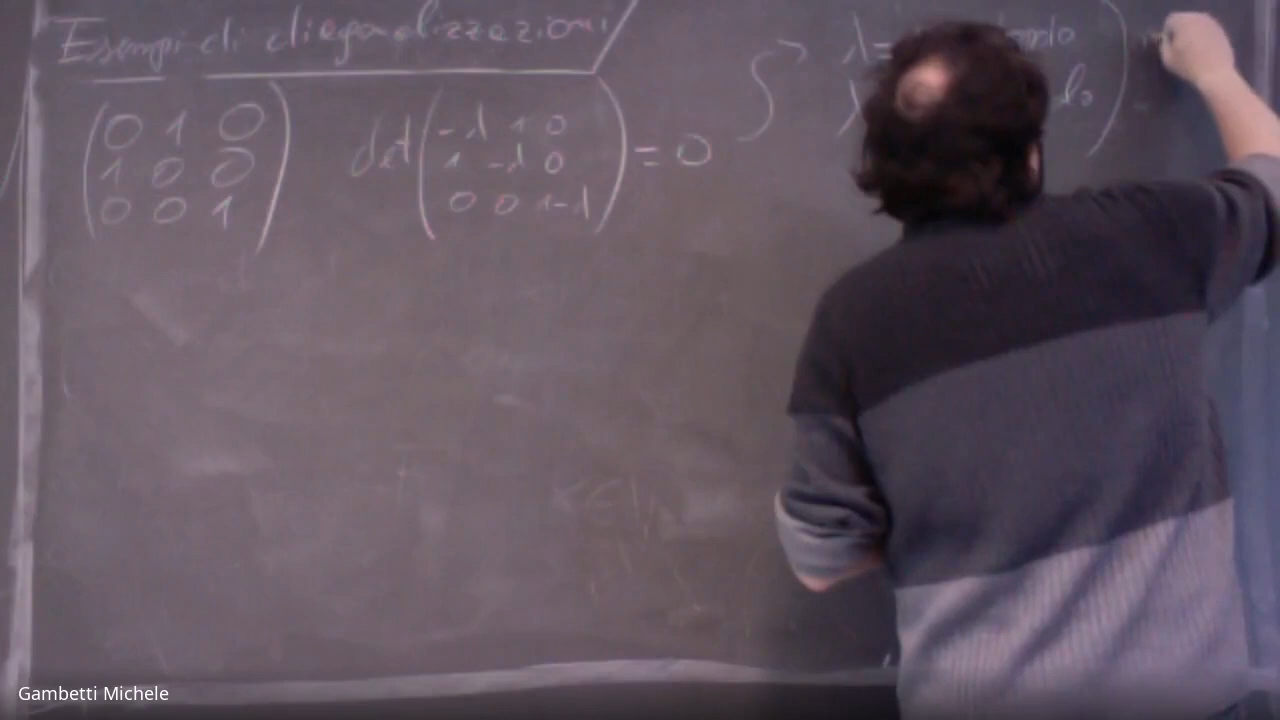 Esempi di diagonalizzazioni
0 1 0
1 0 0
0 0 1
det -λ 1 0
1 -λ 0
0 0 1-λ
= 0
λ=
λ
Gambetti Michele